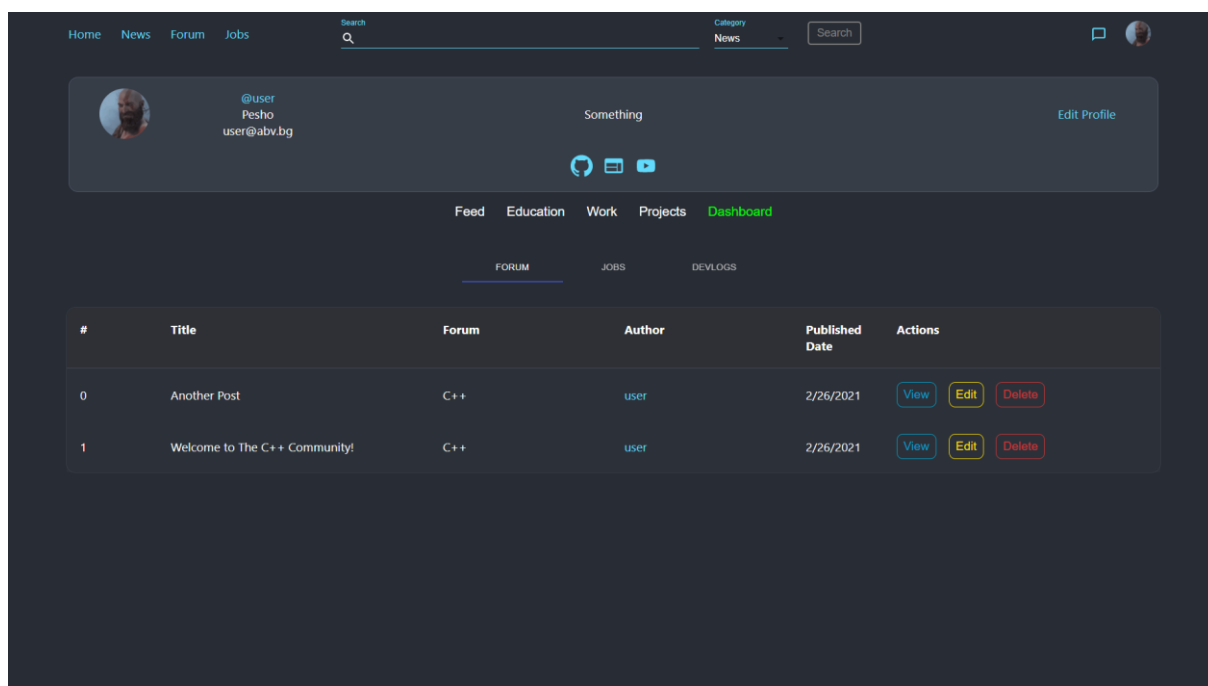 Home News Forum Jobs Search Category News Search
@user
Pesho
user@abv.bg
Something
Edit Profile
Feed Education Work Projects Dashboard
FORUM JOBS DEVLOGS
# Title Forum Author Published Date Actions
0 Another Post C++ user 2/26/2021 View Edit Delete
1 Welcome to The C++ Community! C++ user 2/26/2021 View Edit Delete